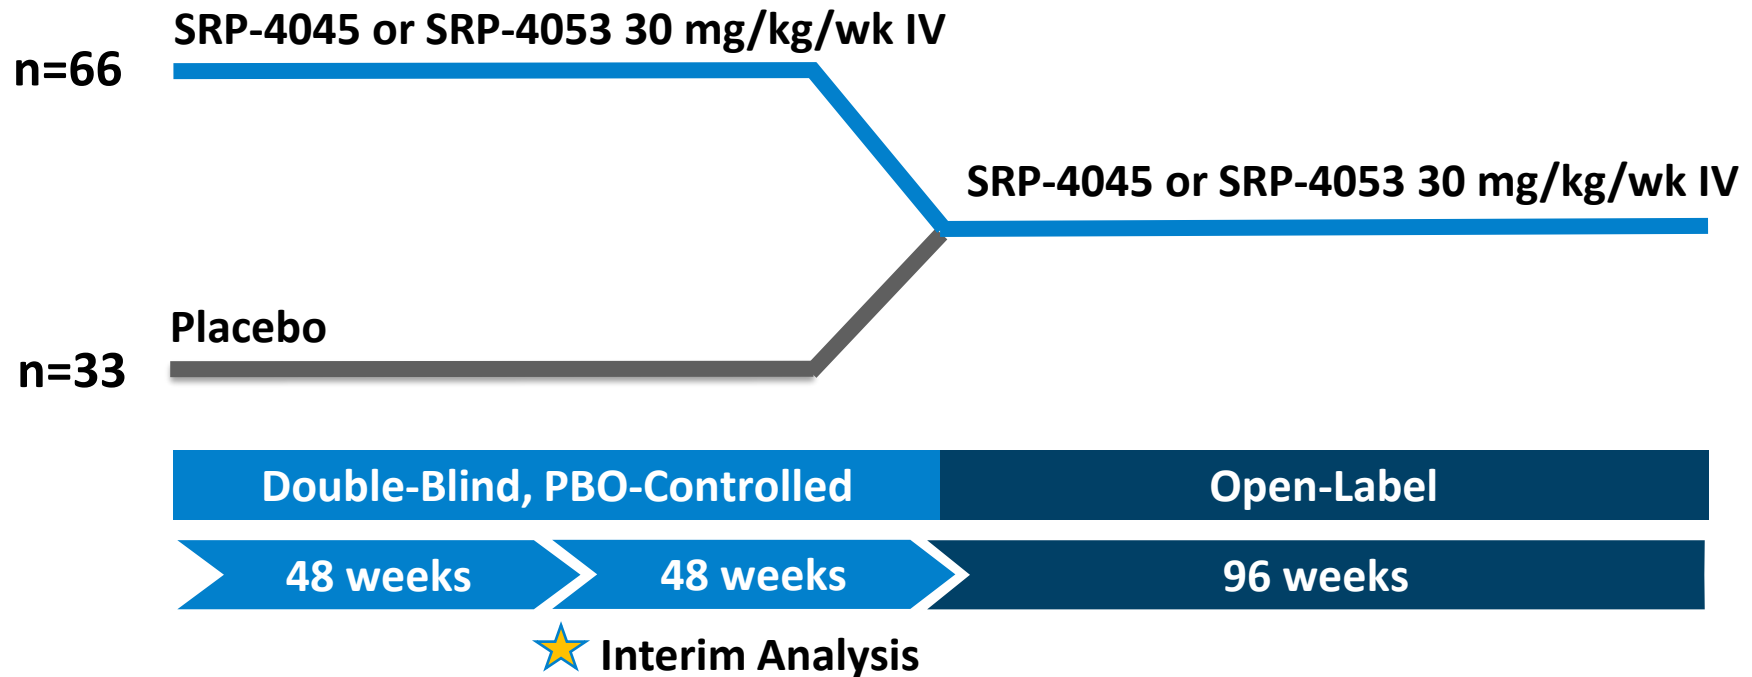 SRP-4045 or SRP-4053 30 mg/kg/wk IV
n=66
SRP-4045 or SRP-4053 30 mg/kg/wk IV
Placebo
n=33
Double-Blind, PBO-Controlled
Open-Label
48 weeks
48 weeks
96 weeks
Interim Analysis